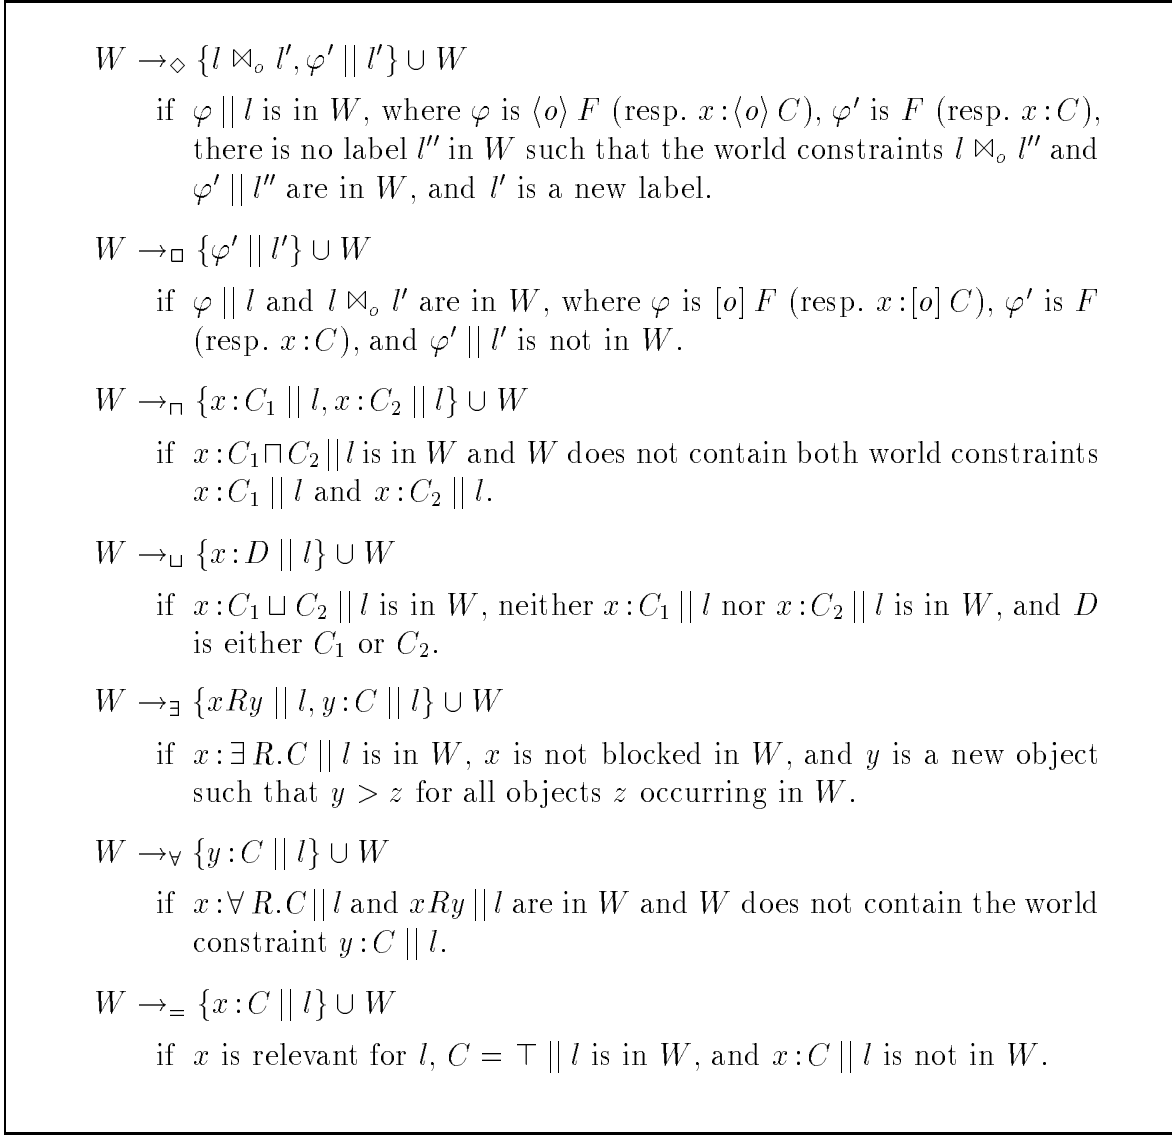 W →◇ {l ⋈ₒ l′, φ′ || l′} ∪ W
if φ || l is in W, where φ is ⟨o⟩ F (resp. x:⟨o⟩ C), φ′ is F (resp. x:C),
there is no label l″ in W such that the world constraints l ⋈ₒ l″ and
φ′ || l″ are in W, and l′ is a new label.
W →□ {φ′ || l′} ∪ W
if φ || l and l ⋈ₒ l′ are in W, where φ is [o] F (resp. x:[o] C), φ′ is F
(resp. x:C), and φ′ || l′ is not in W.
W →⊓ {x:C₁ || l, x:C₂ || l} ∪ W
if x:C₁⊓C₂ || l is in W and W does not contain both world constraints
x:C₁ || l and x:C₂ || l.
W →⊔ {x:D || l} ∪ W
if x:C₁ ⊔ C₂ || l is in W, neither x:C₁ || l nor x:C₂ || l is in W, and D
is either C₁ or C₂.
W →∃ {xRy || l, y:C || l} ∪ W
if x:∃ R.C || l is in W, x is not blocked in W, and y is a new object
such that y > z for all objects z occurring in W.
W →∀ {y:C || l} ∪ W
if x:∀ R.C || l and xRy || l are in W and W does not contain the world
constraint y:C || l.
W →₌ {x:C || l} ∪ W
if x is relevant for l, C = ⊤ || l is in W, and x:C || l is not in W.